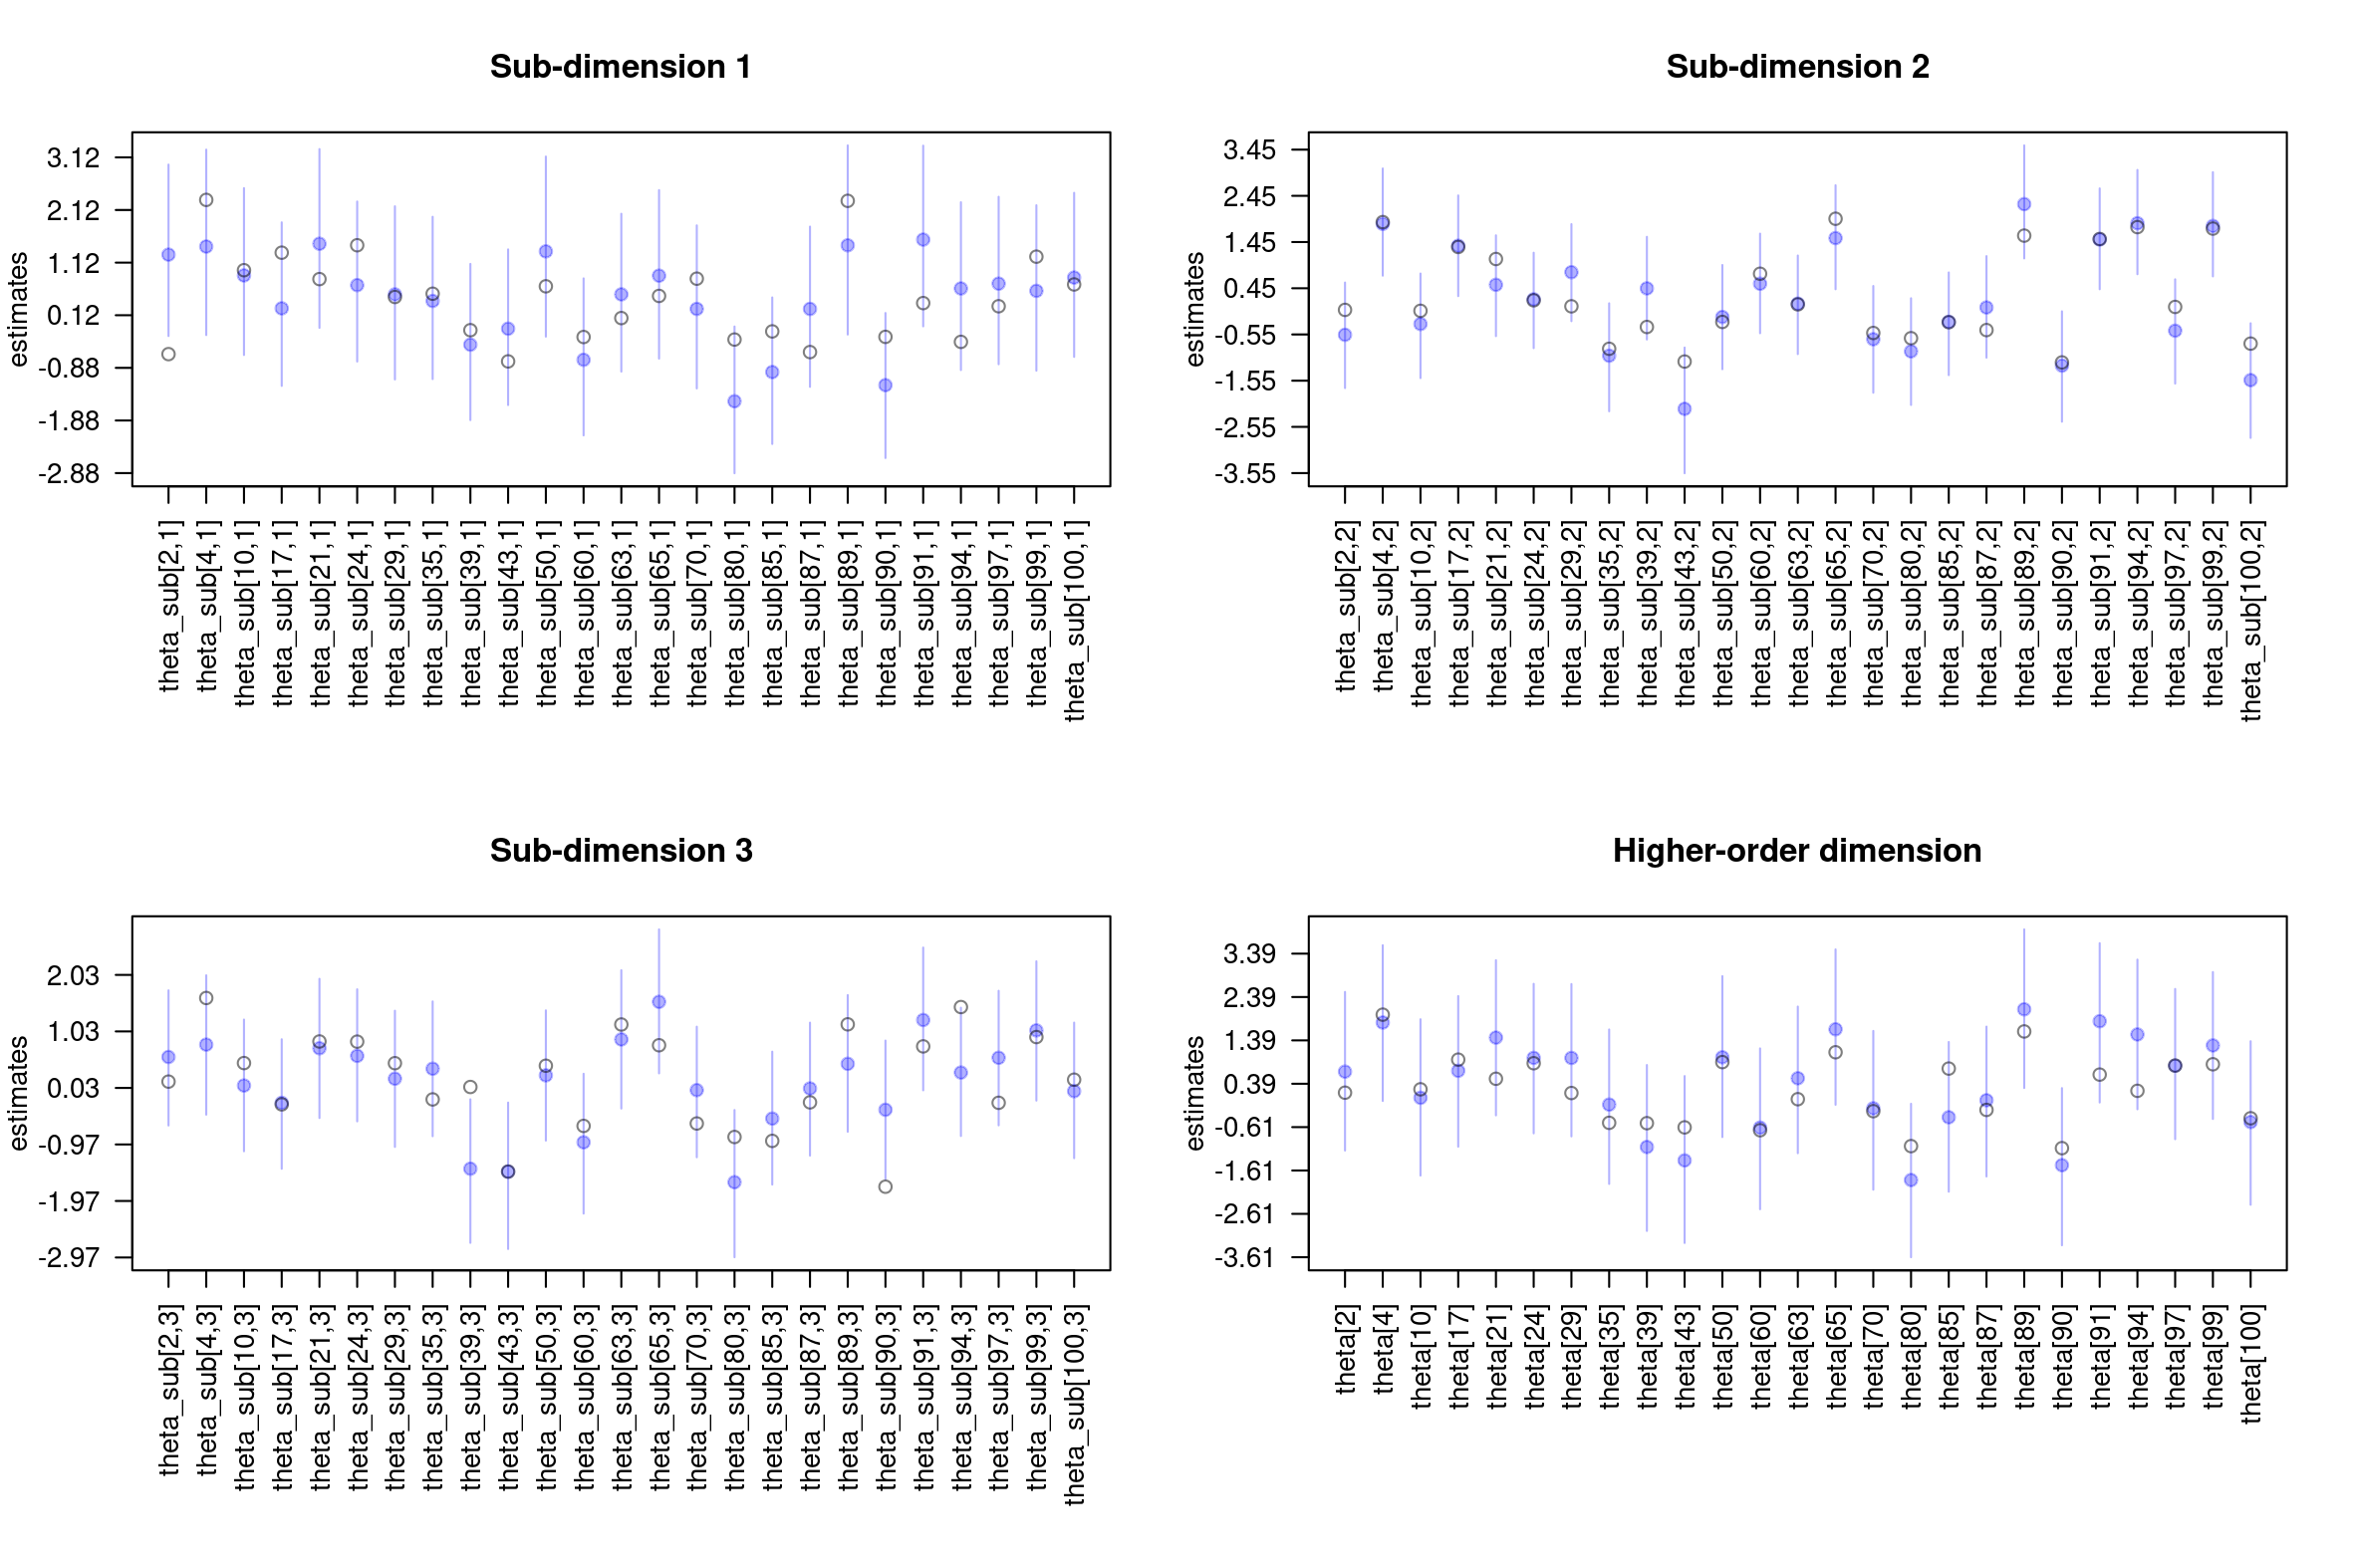 Sub-dimension 1
estimates
3.12
2.12
1.12
0.12
-0.88
-1.88
-2.88
theta_sub[2,1]
theta_sub[4,1]
theta_sub[10,1]
theta_sub[17,1]
theta_sub[21,1]
theta_sub[24,1]
theta_sub[29,1]
theta_sub[35,1]
theta_sub[39,1]
theta_sub[43,1]
theta_sub[50,1]
theta_sub[60,1]
theta_sub[63,1]
theta_sub[65,1]
theta_sub[70,1]
theta_sub[80,1]
theta_sub[85,1]
theta_sub[87,1]
theta_sub[89,1]
theta_sub[90,1]
theta_sub[91,1]
theta_sub[94,1]
theta_sub[97,1]
theta_sub[99,1]
theta_sub[100,1]
Sub-dimension 2
estimates
3.45
2.45
1.45
0.45
-0.55
-1.55
-2.55
-3.55
theta_sub[2,2]
theta_sub[4,2]
theta_sub[10,2]
theta_sub[17,2]
theta_sub[21,2]
theta_sub[24,2]
theta_sub[29,2]
theta_sub[35,2]
theta_sub[39,2]
theta_sub[43,2]
theta_sub[50,2]
theta_sub[60,2]
theta_sub[63,2]
theta_sub[65,2]
theta_sub[70,2]
theta_sub[80,2]
theta_sub[85,2]
theta_sub[87,2]
theta_sub[89,2]
theta_sub[90,2]
theta_sub[91,2]
theta_sub[94,2]
theta_sub[97,2]
theta_sub[99,2]
theta_sub[100,2]
Sub-dimension 3
estimates
2.03
1.03
0.03
-0.97
-1.97
-2.97
theta_sub[2,3]
theta_sub[4,3]
theta_sub[10,3]
theta_sub[17,3]
theta_sub[21,3]
theta_sub[24,3]
theta_sub[29,3]
theta_sub[35,3]
theta_sub[39,3]
theta_sub[43,3]
theta_sub[50,3]
theta_sub[60,3]
theta_sub[63,3]
theta_sub[65,3]
theta_sub[70,3]
theta_sub[80,3]
theta_sub[85,3]
theta_sub[87,3]
theta_sub[89,3]
theta_sub[90,3]
theta_sub[91,3]
theta_sub[94,3]
theta_sub[97,3]
theta_sub[99,3]
theta_sub[100,3]
Higher-order dimension
estimates
3.39
2.39
1.39
0.39
-0.61
-1.61
-2.61
-3.61
theta[2]
theta[4]
theta[10]
theta[17]
theta[21]
theta[24]
theta[29]
theta[35]
theta[39]
theta[43]
theta[50]
theta[60]
theta[63]
theta[65]
theta[70]
theta[80]
theta[85]
theta[87]
theta[89]
theta[90]
theta[91]
theta[94]
theta[97]
theta[99]
theta[100]